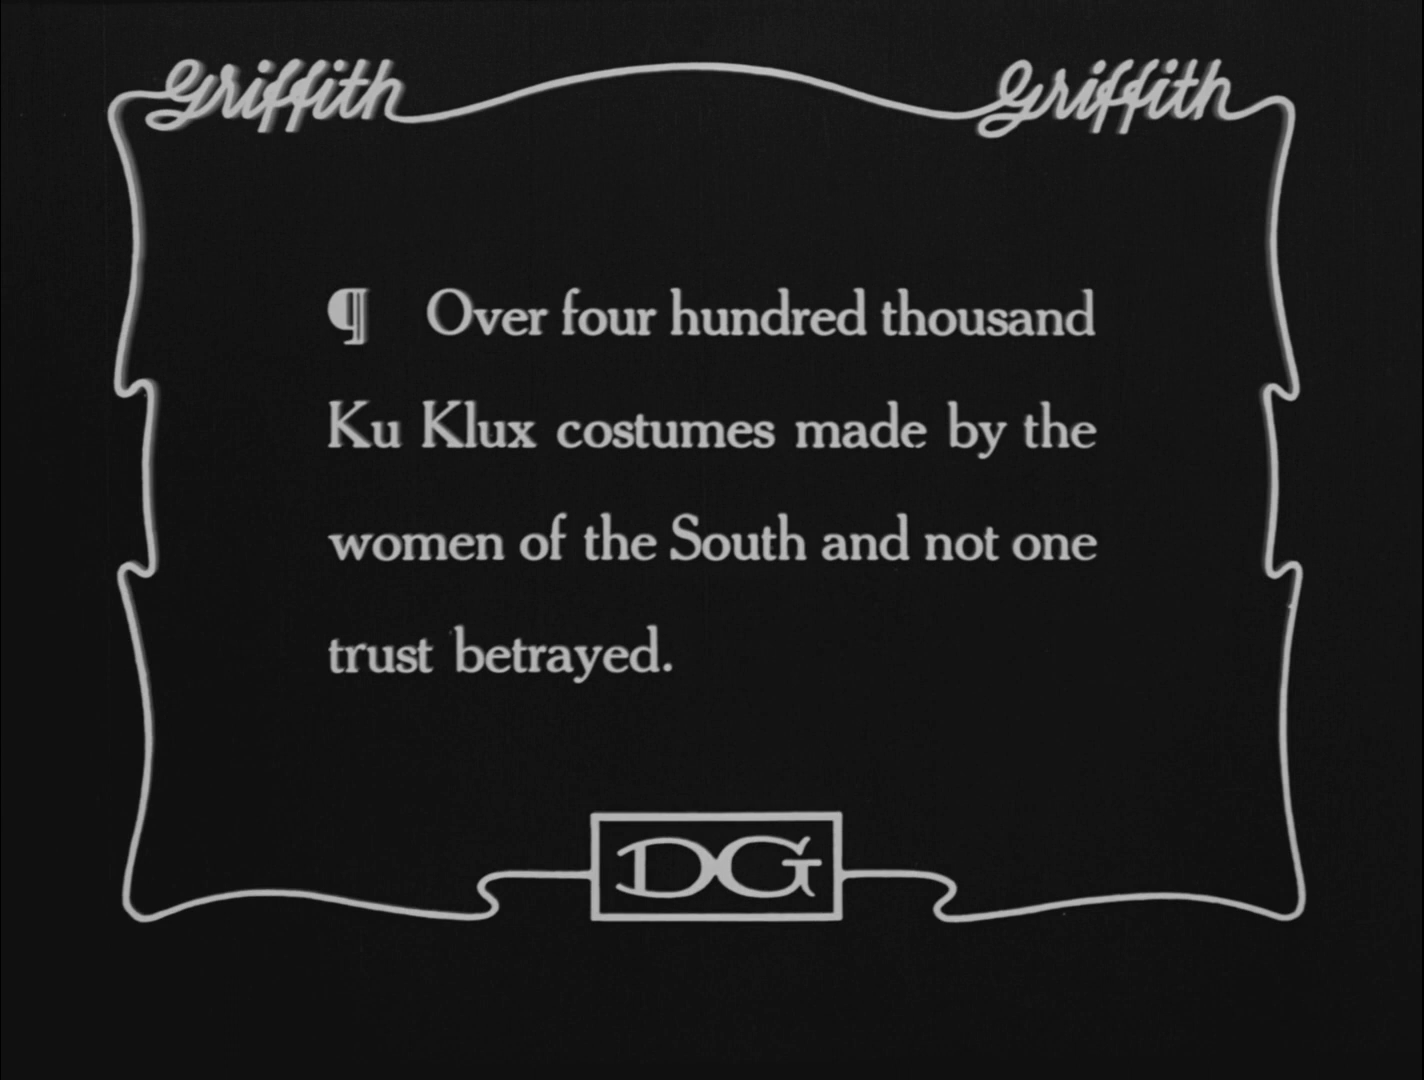 Griffith Griffith
¶ Over four hundred thousand
Ku Klux costumes made by the
women of the South and not one
trust betrayed.
DG